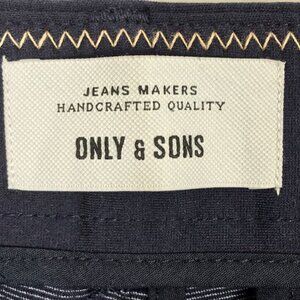 JEANS MAKERS
HANDCRAFTED QUALITY
ONLY & SONS